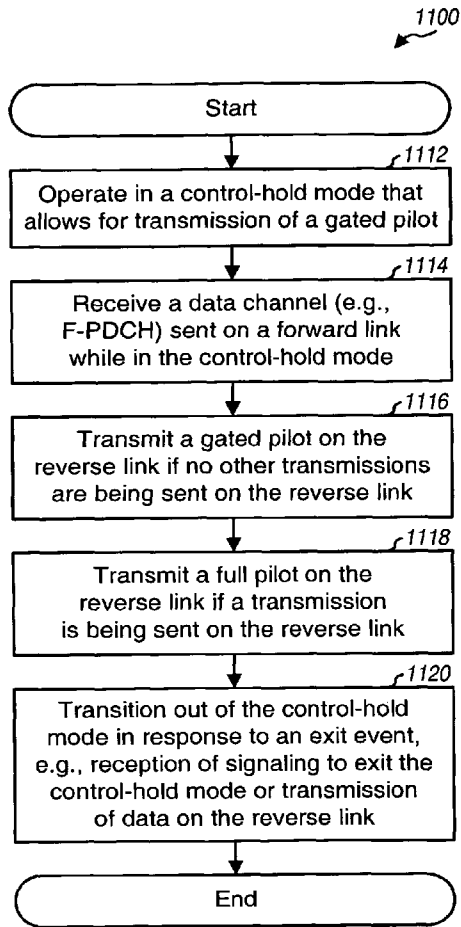 1100
Start
1112
Operate in a control-hold mode that
allows for transmission of a gated pilot
1114
Receive a data channel (e.g.,
F-PDCH) sent on a forward link
while in the control-hold mode
1116
Transmit a gated pilot on the
reverse link if no other transmissions
are being sent on the reverse link
1118
Transmit a full pilot on the
reverse link if a transmission
is being sent on the reverse link
1120
Transition out of the control-hold
mode in response to an exit event,
e.g., reception of signaling to exit the
control-hold mode or transmission
of data on the reverse link
End